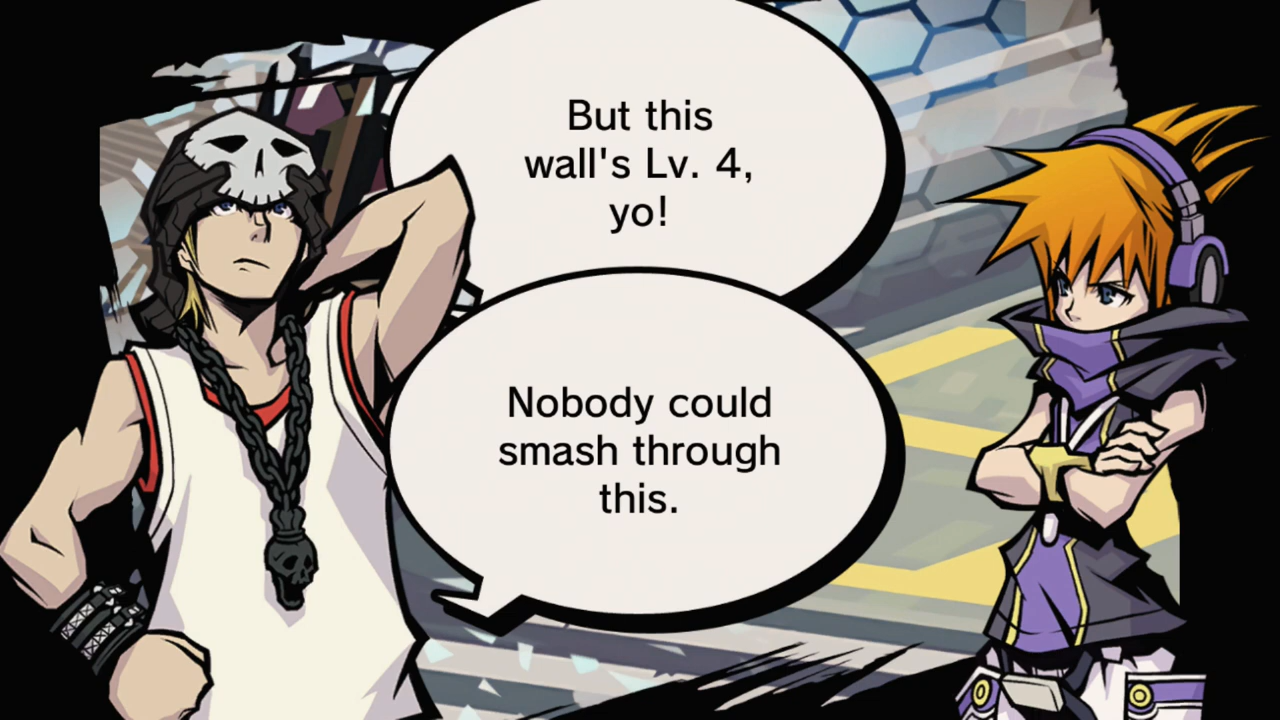 But this
wall's Lv. 4,
yo!
Nobody could
smash through
this.